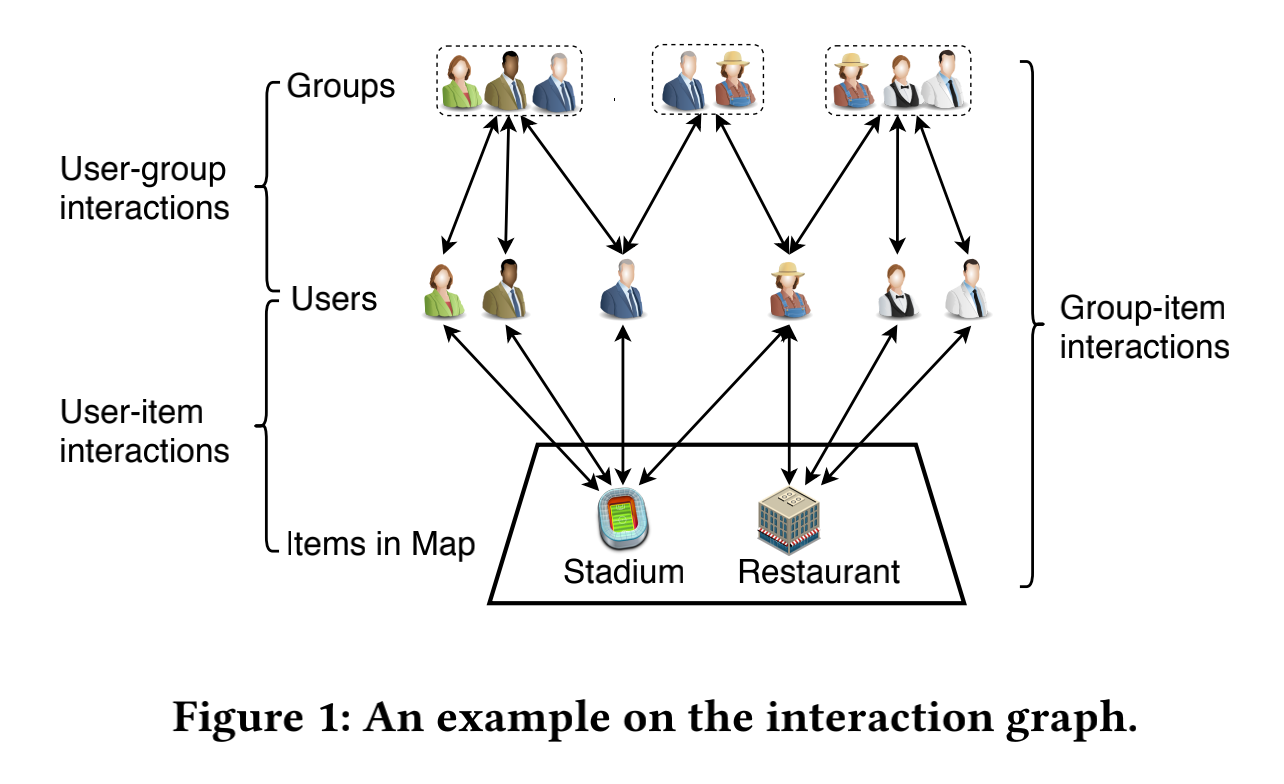 Groups
User-group
interactions
Users
Group-item
interactions
User-item
interactions
Items in Map
Stadium
Restaurant
Figure 1: An example on the interaction graph.